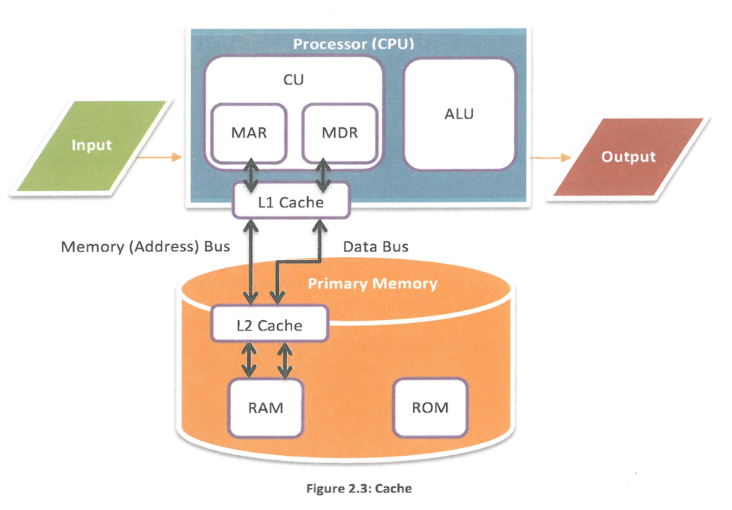 Processor (CPU)
CU
MAR
MDR
ALU
Input
Output
L1 Cache
Memory (Address) Bus
Data Bus
Primary Memory
L2 Cache
RAM
ROM
Figure 2.3: Cache